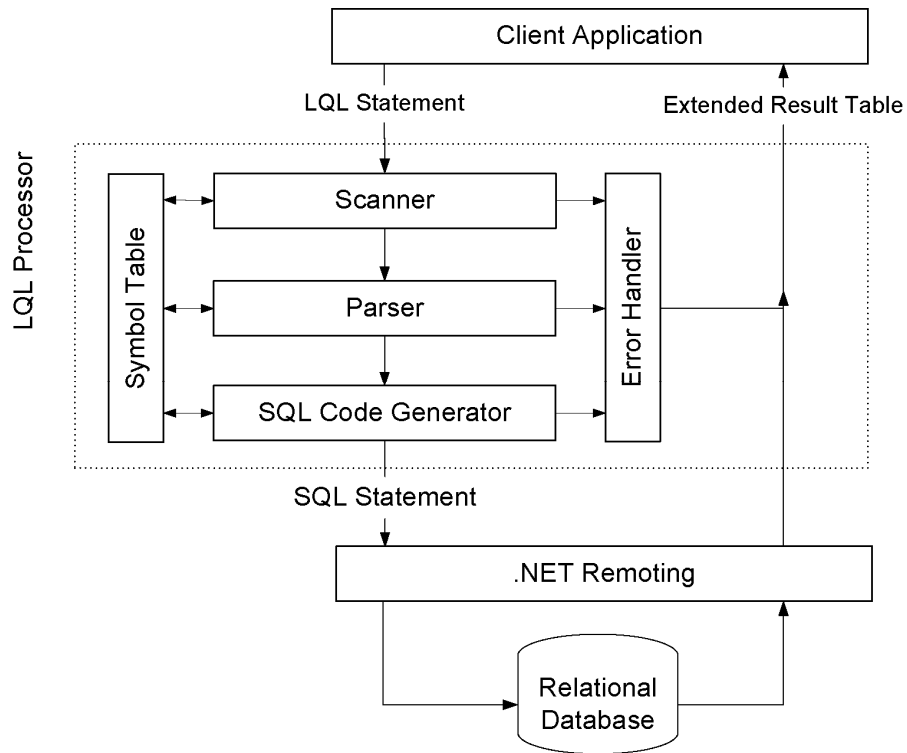 Client Application
LQL Statement
Extended Result Table
LQL Processor
Symbol Table
Scanner
Error Handler
Parser
SQL Code Generator
SQL Statement
.NET Remoting
Relational
Database